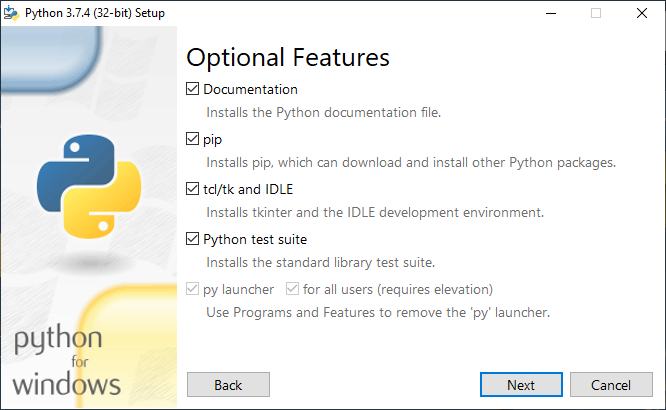 Python 3.7.4 (32-bit) Setup
Optional Features
Documentation
Installs the Python documentation file.
pip
Installs pip, which can download and install other Python packages.
tcl/tk and IDLE
Installs tkinter and the IDLE development environment.
Python test suite
Installs the standard library test suite.
py launcher for all users (requires elevation)
Use Programs and Features to remove the 'py' launcher.
python
for
windows
Back Next Cancel